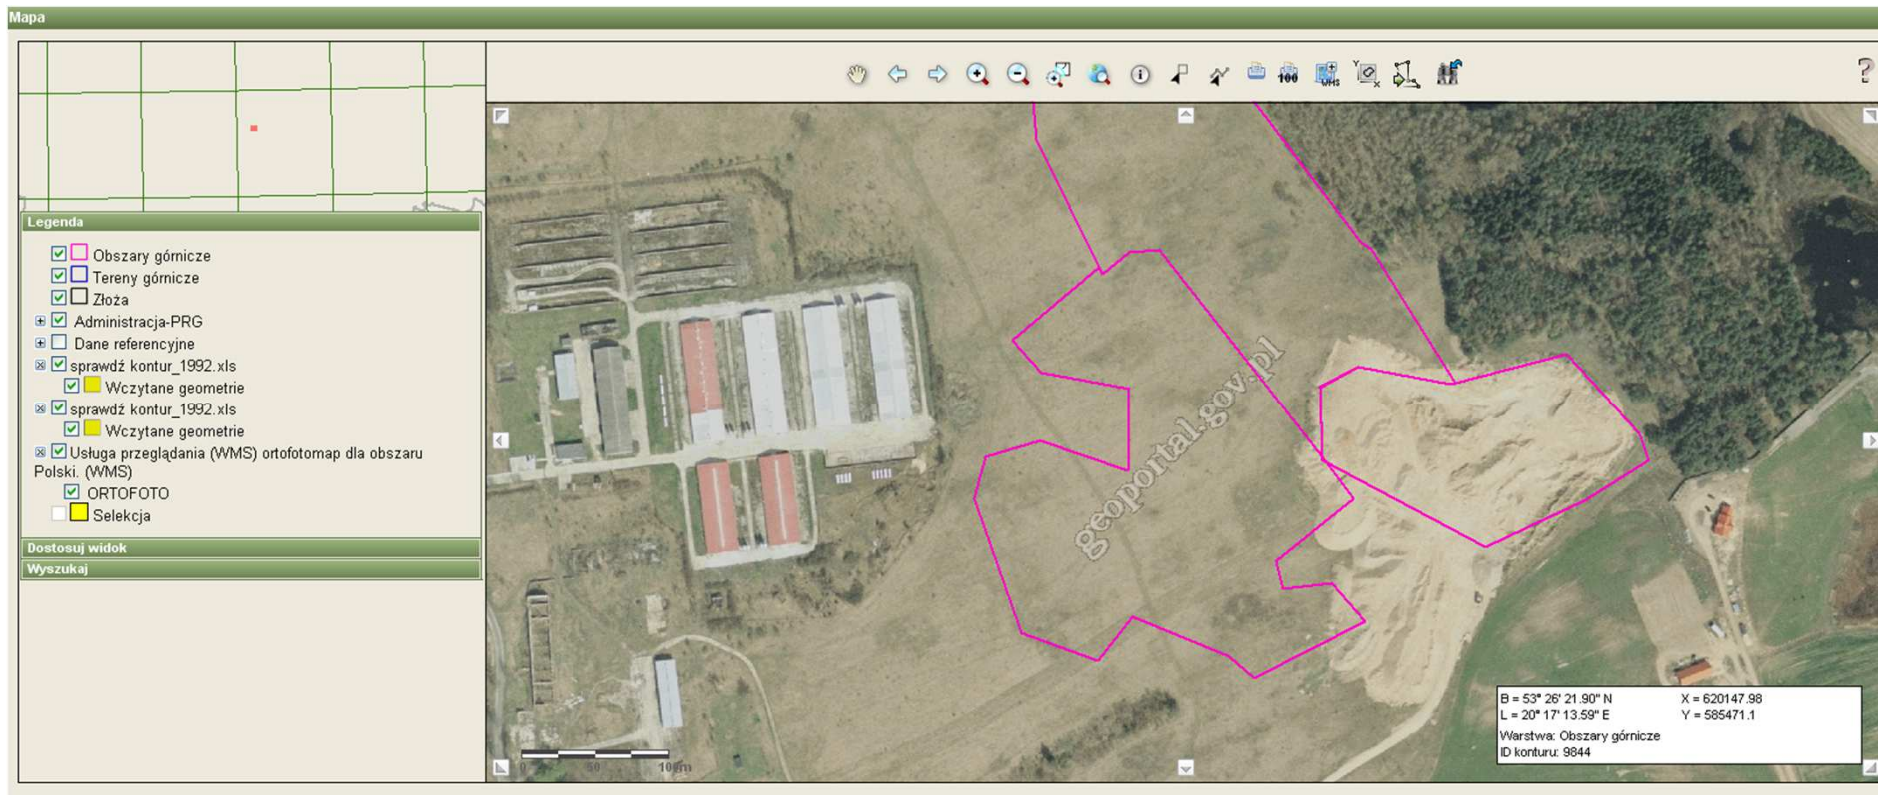 Mapa
100
WMS
Y
X
?
Legenda
Obszary górnicze
Tereny górnicze
Złoża
Administracja-PRG
Dane referencyjne
sprawdź kontur_1992.xls
Wczytane geometrie
sprawdź kontur_1992.xls
Wczytane geometrie
Usługa przeglądania (WMS) ortofotomap dla obszaru
Polski. (WMS)
ORTOFOTO
Selekcja
Dostosuj widok
Wyszukaj
geoportal.gov.pl
0 50 100m
B = 53° 26' 21.90" N X = 620147.98
L = 20° 17' 13.59" E Y = 585471.1
Warstwa: Obszary górnicze
ID konturu: 9844